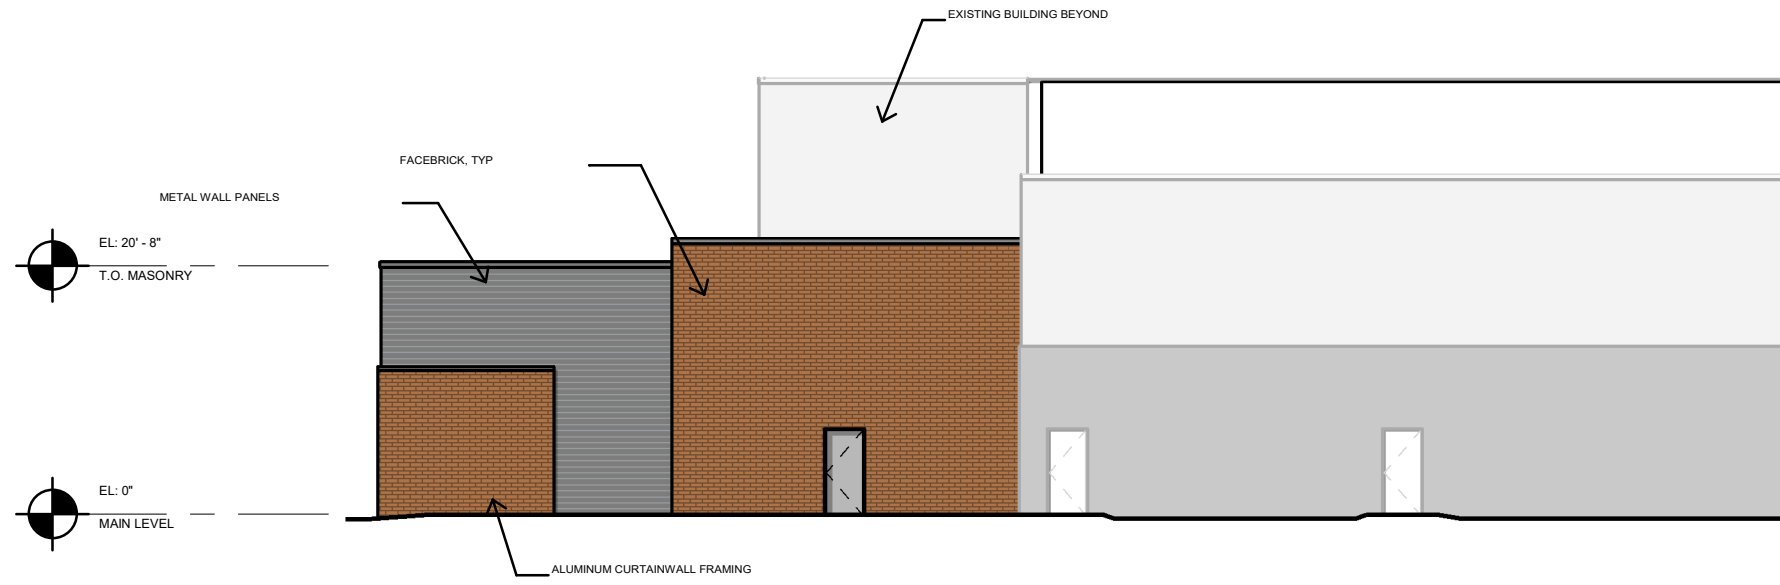 EXISTING BUILDING BEYOND
FACEBRICK, TYP
METAL WALL PANELS
EL: 20' - 8"
T.O. MASONRY
EL: 0"
MAIN LEVEL
ALUMINUM CURTAINWALL FRAMING